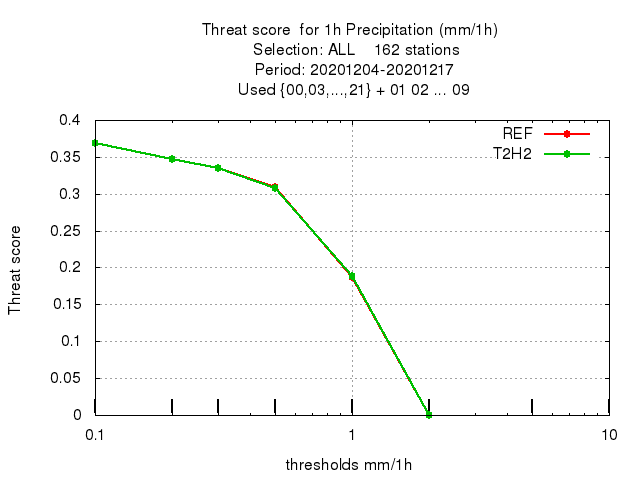 Threat score  for 1h Precipitation (mm/1h)
Selection: ALL    162 stations
Period: 20201204-20201217
Used {00,03,...,21} + 01 02 ... 09
REF
T2H2
0.4
0.35
0.3
0.25
0.2
0.15
0.1
0.05
0
Threat score
0.1
1
10
thresholds mm/1h